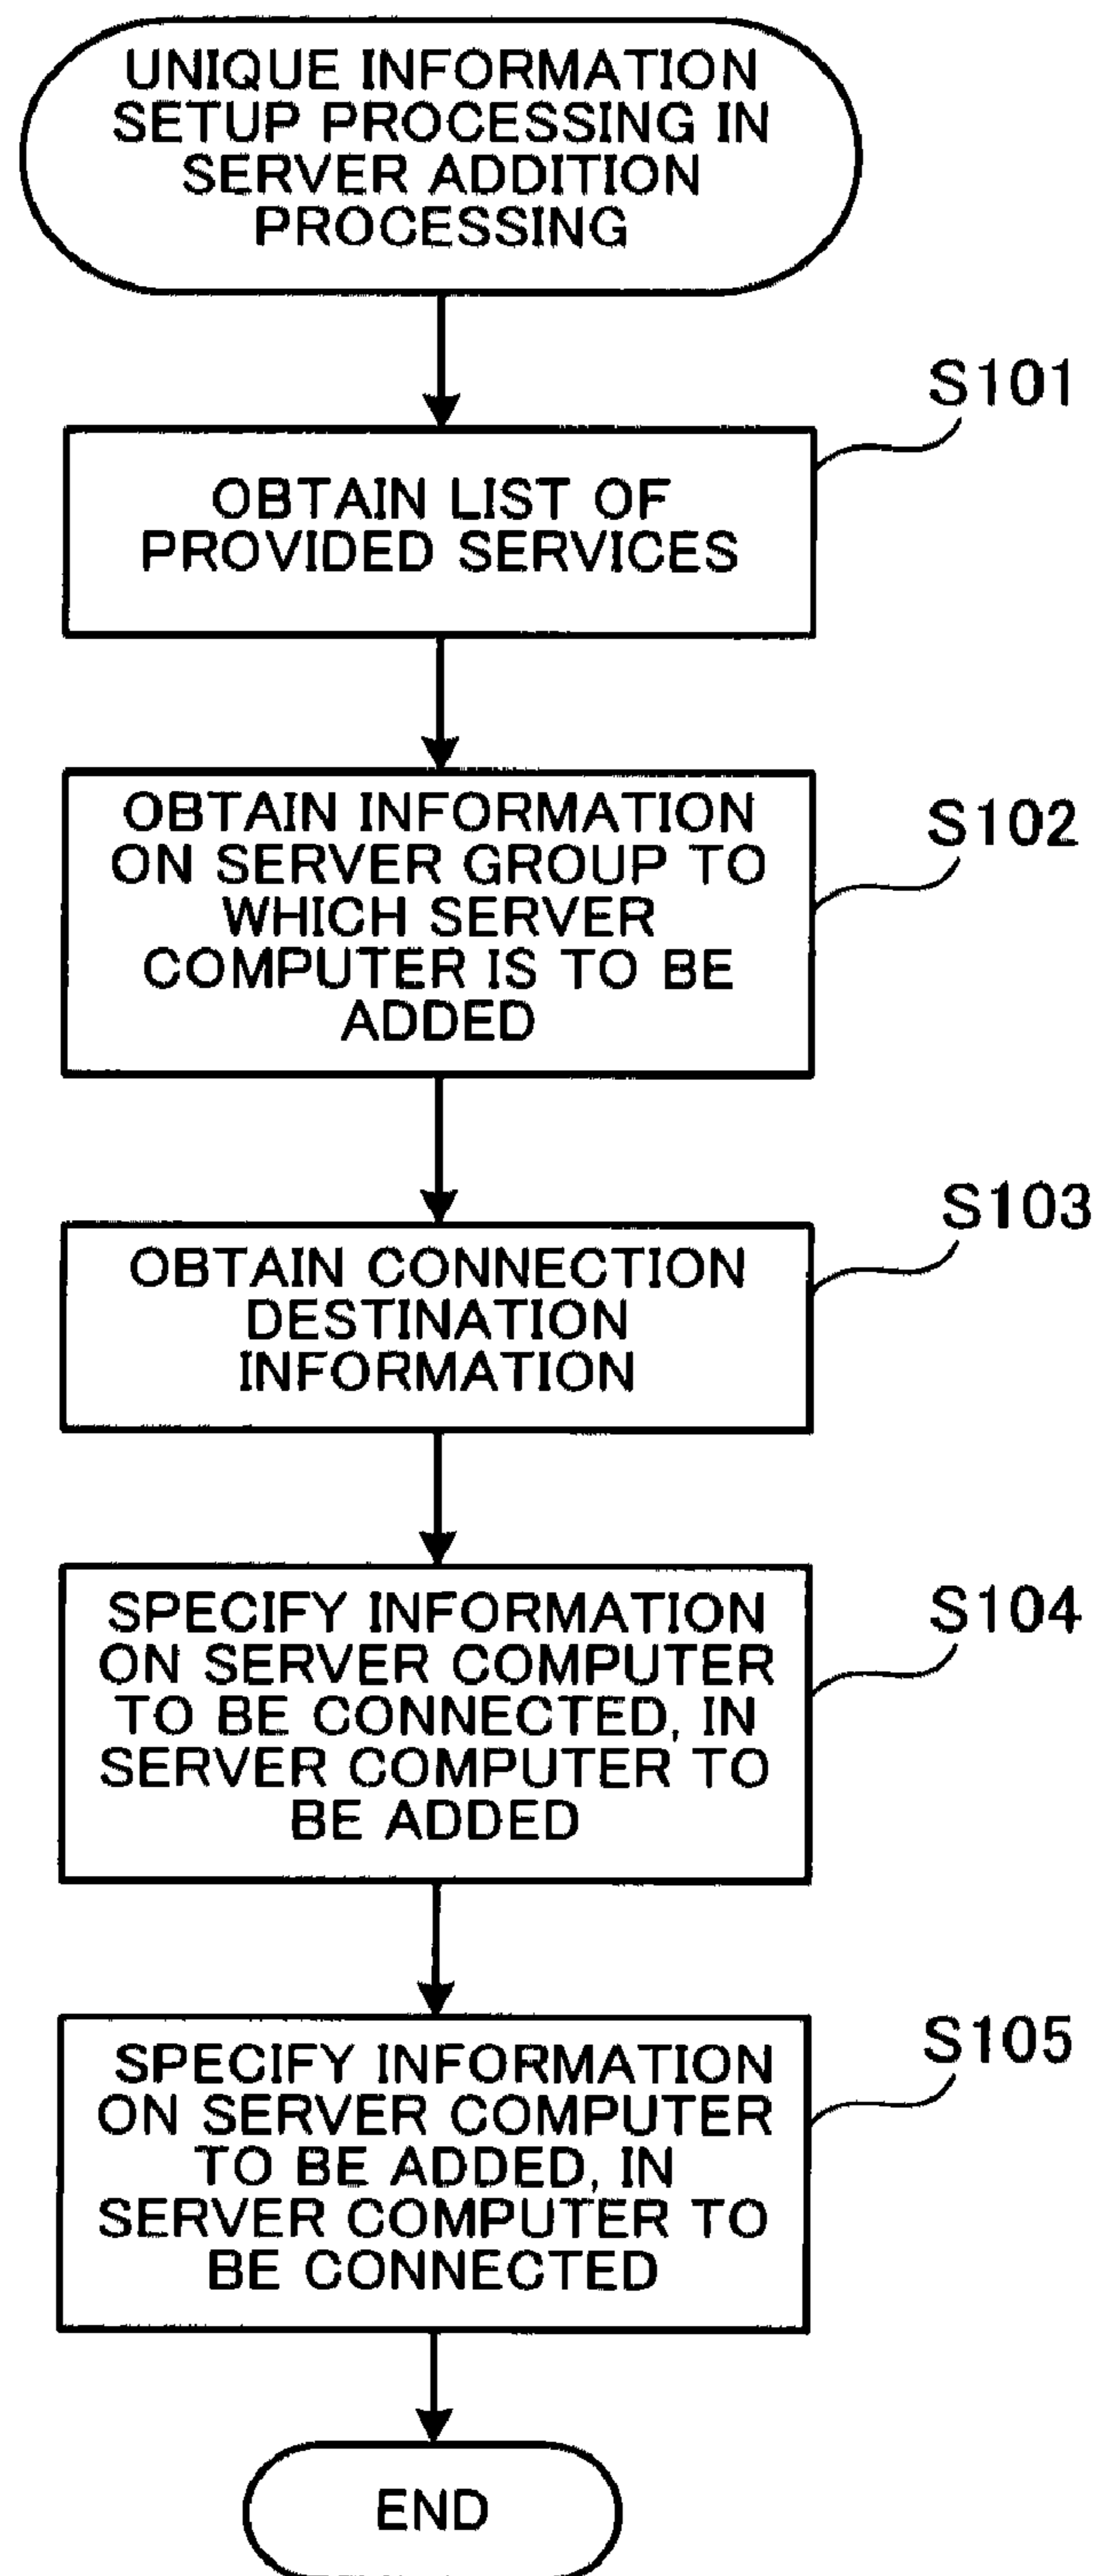 UNIQUE INFORMATION
SETUP PROCESSING IN
SERVER ADDITION
PROCESSING
S101
OBTAIN LIST OF
PROVIDED SERVICES
S102
OBTAIN INFORMATION
ON SERVER GROUP TO
WHICH SERVER
COMPUTER IS TO BE
ADDED
S103
OBTAIN CONNECTION
DESTINATION
INFORMATION
S104
SPECIFY INFORMATION
ON SERVER COMPUTER
TO BE CONNECTED, IN
SERVER COMPUTER TO
BE ADDED
S105
SPECIFY INFORMATION
ON SERVER COMPUTER
TO BE ADDED, IN
SERVER COMPUTER TO
BE CONNECTED
END